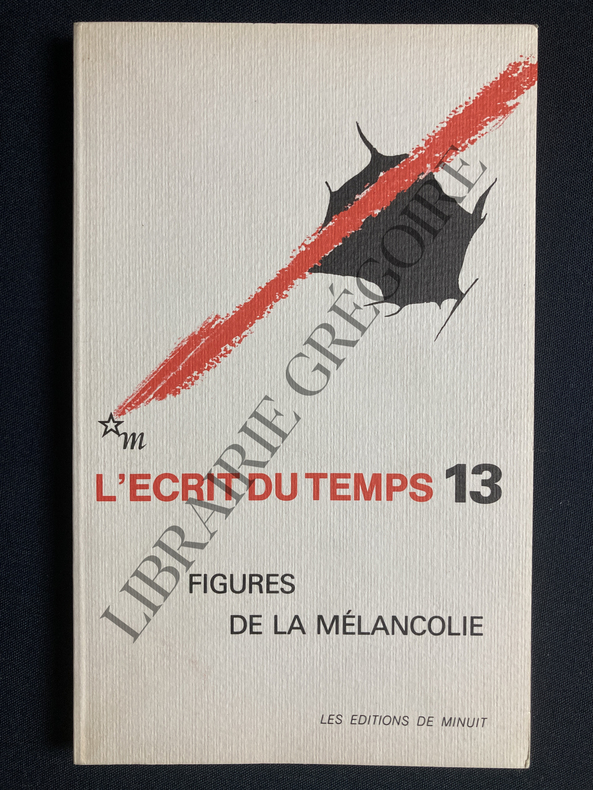 m
L'ECRIT DU TEMPS 13
FIGURES
DE LA MÉLANCOLIE
LES EDITIONS DE MINUIT
LIBRAIRIE GRÉGOIRE